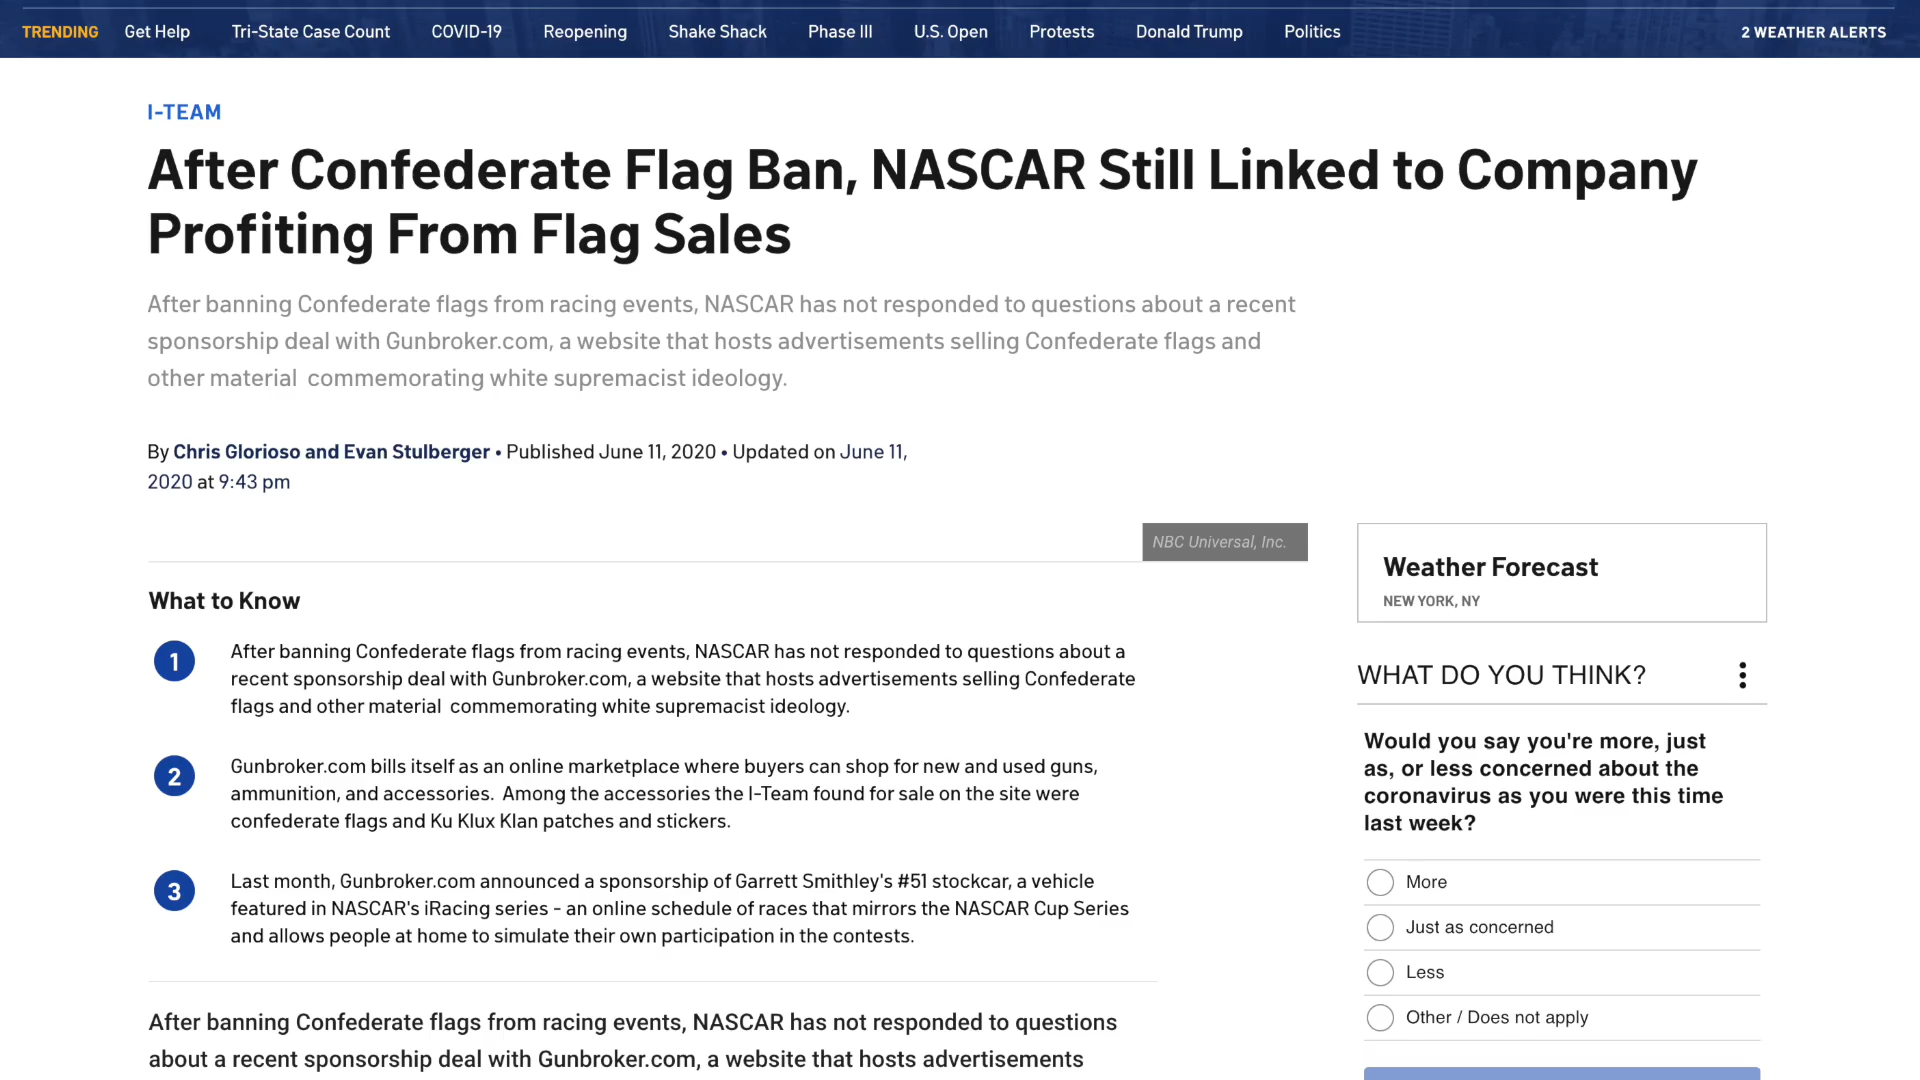 TRENDING Get Help Tri-State Case Count COVID-19 Reopening Shake Shack Phase III U.S. Open Protests Donald Trump Politics 2 WEATHER ALERTS
I-TEAM
After Confederate Flag Ban, NASCAR Still Linked to Company
Profiting From Flag Sales
After banning Confederate flags from racing events, NASCAR has not responded to questions about a recent
sponsorship deal with Gunbroker.com, a website that hosts advertisements selling Confederate flags and
other material commemorating white supremacist ideology.
By Chris Glorioso and Evan Stulberger • Published June 11, 2020 • Updated on June 11,
2020 at 9:43 pm
NBC Universal, Inc.
What to Know
1
After banning Confederate flags from racing events, NASCAR has not responded to questions about a
recent sponsorship deal with Gunbroker.com, a website that hosts advertisements selling Confederate
flags and other material commemorating white supremacist ideology.
2
Gunbroker.com bills itself as an online marketplace where buyers can shop for new and used guns,
ammunition, and accessories. Among the accessories the I-Team found for sale on the site were
confederate flags and Ku Klux Klan patches and stickers.
3
Last month, Gunbroker.com announced a sponsorship of Garrett Smithley's #51 stockcar, a vehicle
featured in NASCAR's iRacing series - an online schedule of races that mirrors the NASCAR Cup Series
and allows people at home to simulate their own participation in the contests.
After banning Confederate flags from racing events, NASCAR has not responded to questions
about a recent sponsorship deal with Gunbroker.com, a website that hosts advertisements
Weather Forecast
NEW YORK, NY
WHAT DO YOU THINK?
Would you say you're more, just
as, or less concerned about the
coronavirus as you were this time
last week?
More
Just as concerned
Less
Other / Does not apply